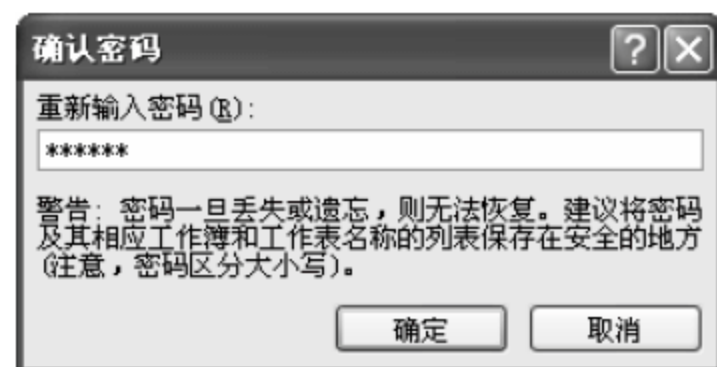 确认密码
重新输入密码(R):
******
警告: 密码一旦丢失或遗忘，则无法恢复。建议将密码
及其相应工作簿和工作表名称的列表保存在安全的地方
(注意，密码区分大小写)。
确定 取消